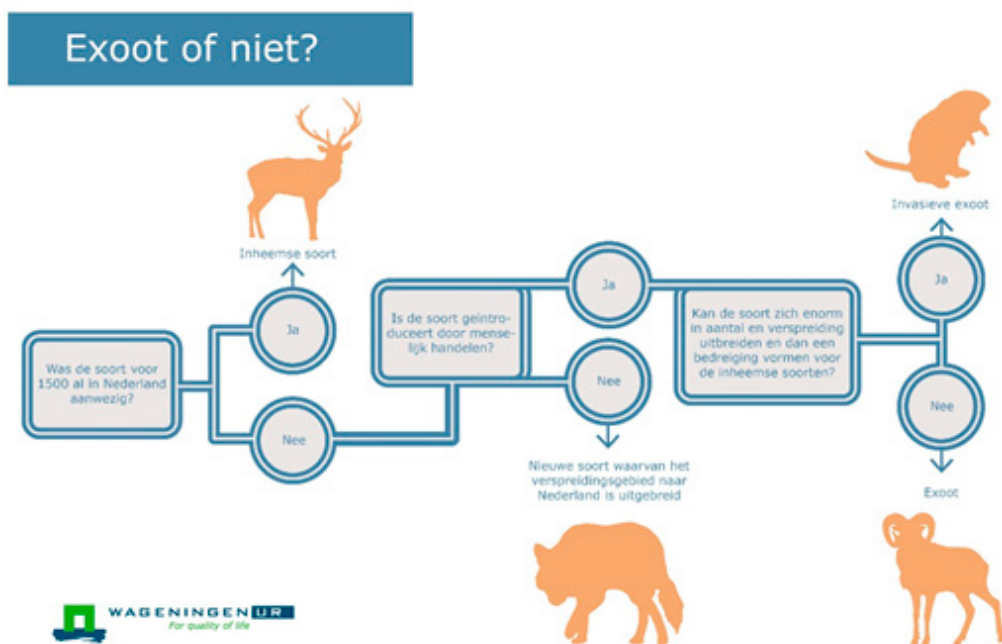 Exoot of niet?
Inheemse soort
Invasieve exoot
Was de soort voor
1500 al in Nederland
aanwezig?
Ja
Nee
Is de soort geïntro-
duceert door mense-
lijk handelen?
Ja
Nee
Nieuwe soort waarvan het
verspreidingsgebied naar
Nederland is uitgebreid
Kan de soort zich enorm
in aantal en verspreiding
uitbreiden en dan een
bedreiging vormen voor
de inheemse soorten?
Ja
Nee
Exoot
WAGENINGEN UR
For quality of life